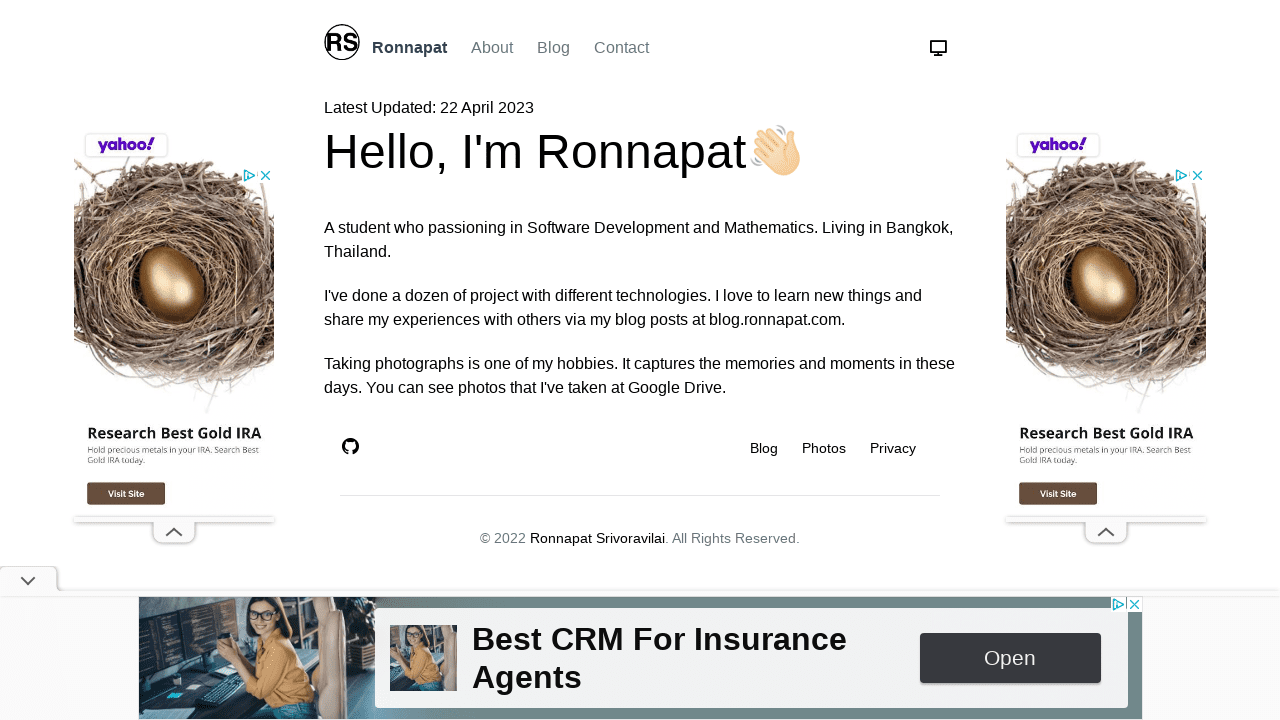 RS Ronnapat About Blog Contact
Latest Updated: 22 April 2023
Hello, I'm Ronnapat
A student who passioning in Software Development and Mathematics. Living in Bangkok,
Thailand.
I've done a dozen of project with different technologies. I love to learn new things and
share my experiences with others via my blog posts at blog.ronnapat.com.
Taking photographs is one of my hobbies. It captures the memories and moments in these
days. You can see photos that I've taken at Google Drive.
Blog Photos Privacy
© 2022 Ronnapat Srivoravilai. All Rights Reserved.
yahoo!
Research Best Gold IRA
Hold precious metals in your IRA. Search Best
Gold IRA today.
Visit Site
yahoo!
Research Best Gold IRA
Hold precious metals in your IRA. Search Best
Gold IRA today.
Visit Site
Best CRM For Insurance
Agents
Open